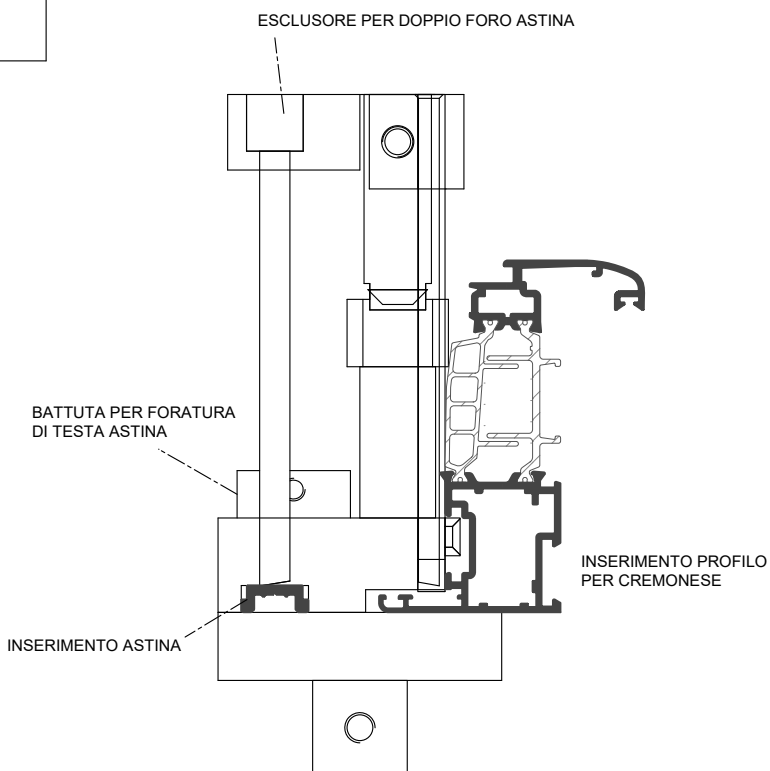 ESCLUSORE PER DOPPIO FORO ASTINA
BATTUTA PER FORATURA
DI TESTA ASTINA
INSERIMENTO PROFILO
PER CREMONESE
INSERIMENTO ASTINA